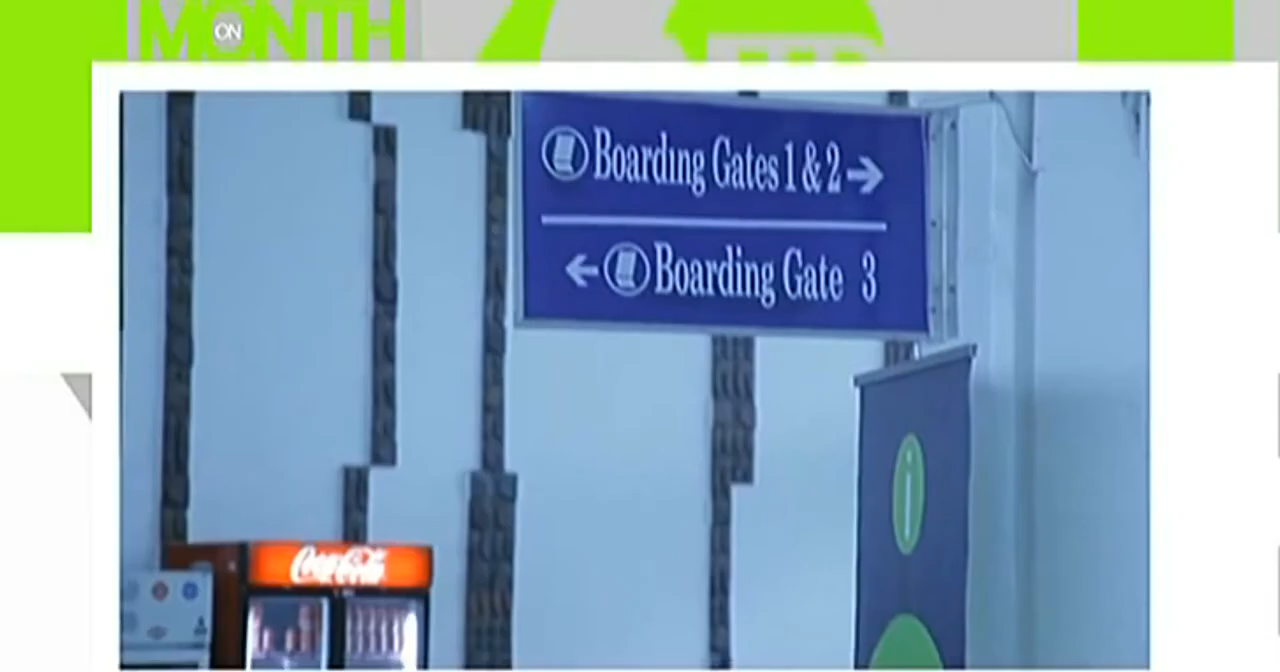 MONTH
ON
Boarding Gates 1 & 2 →
← Boarding Gate 3
i
Coca-Cola